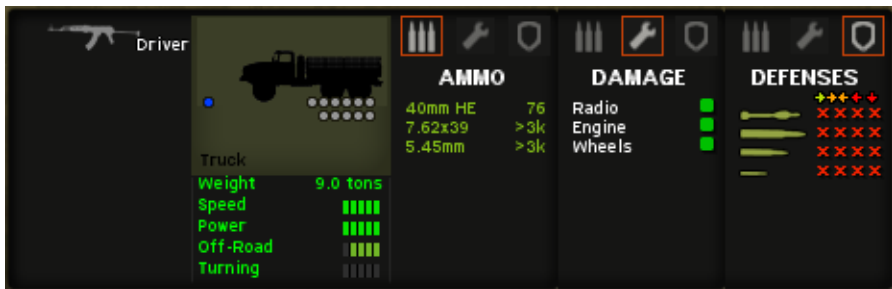 Driver
Truck
Weight 9.0 tons
Speed
Power
Off-Road
Turning
AMMO
40mm HE 76
7.62x39 >3k
5.45mm >3k
DAMAGE
Radio
Engine
Wheels
DEFENSES